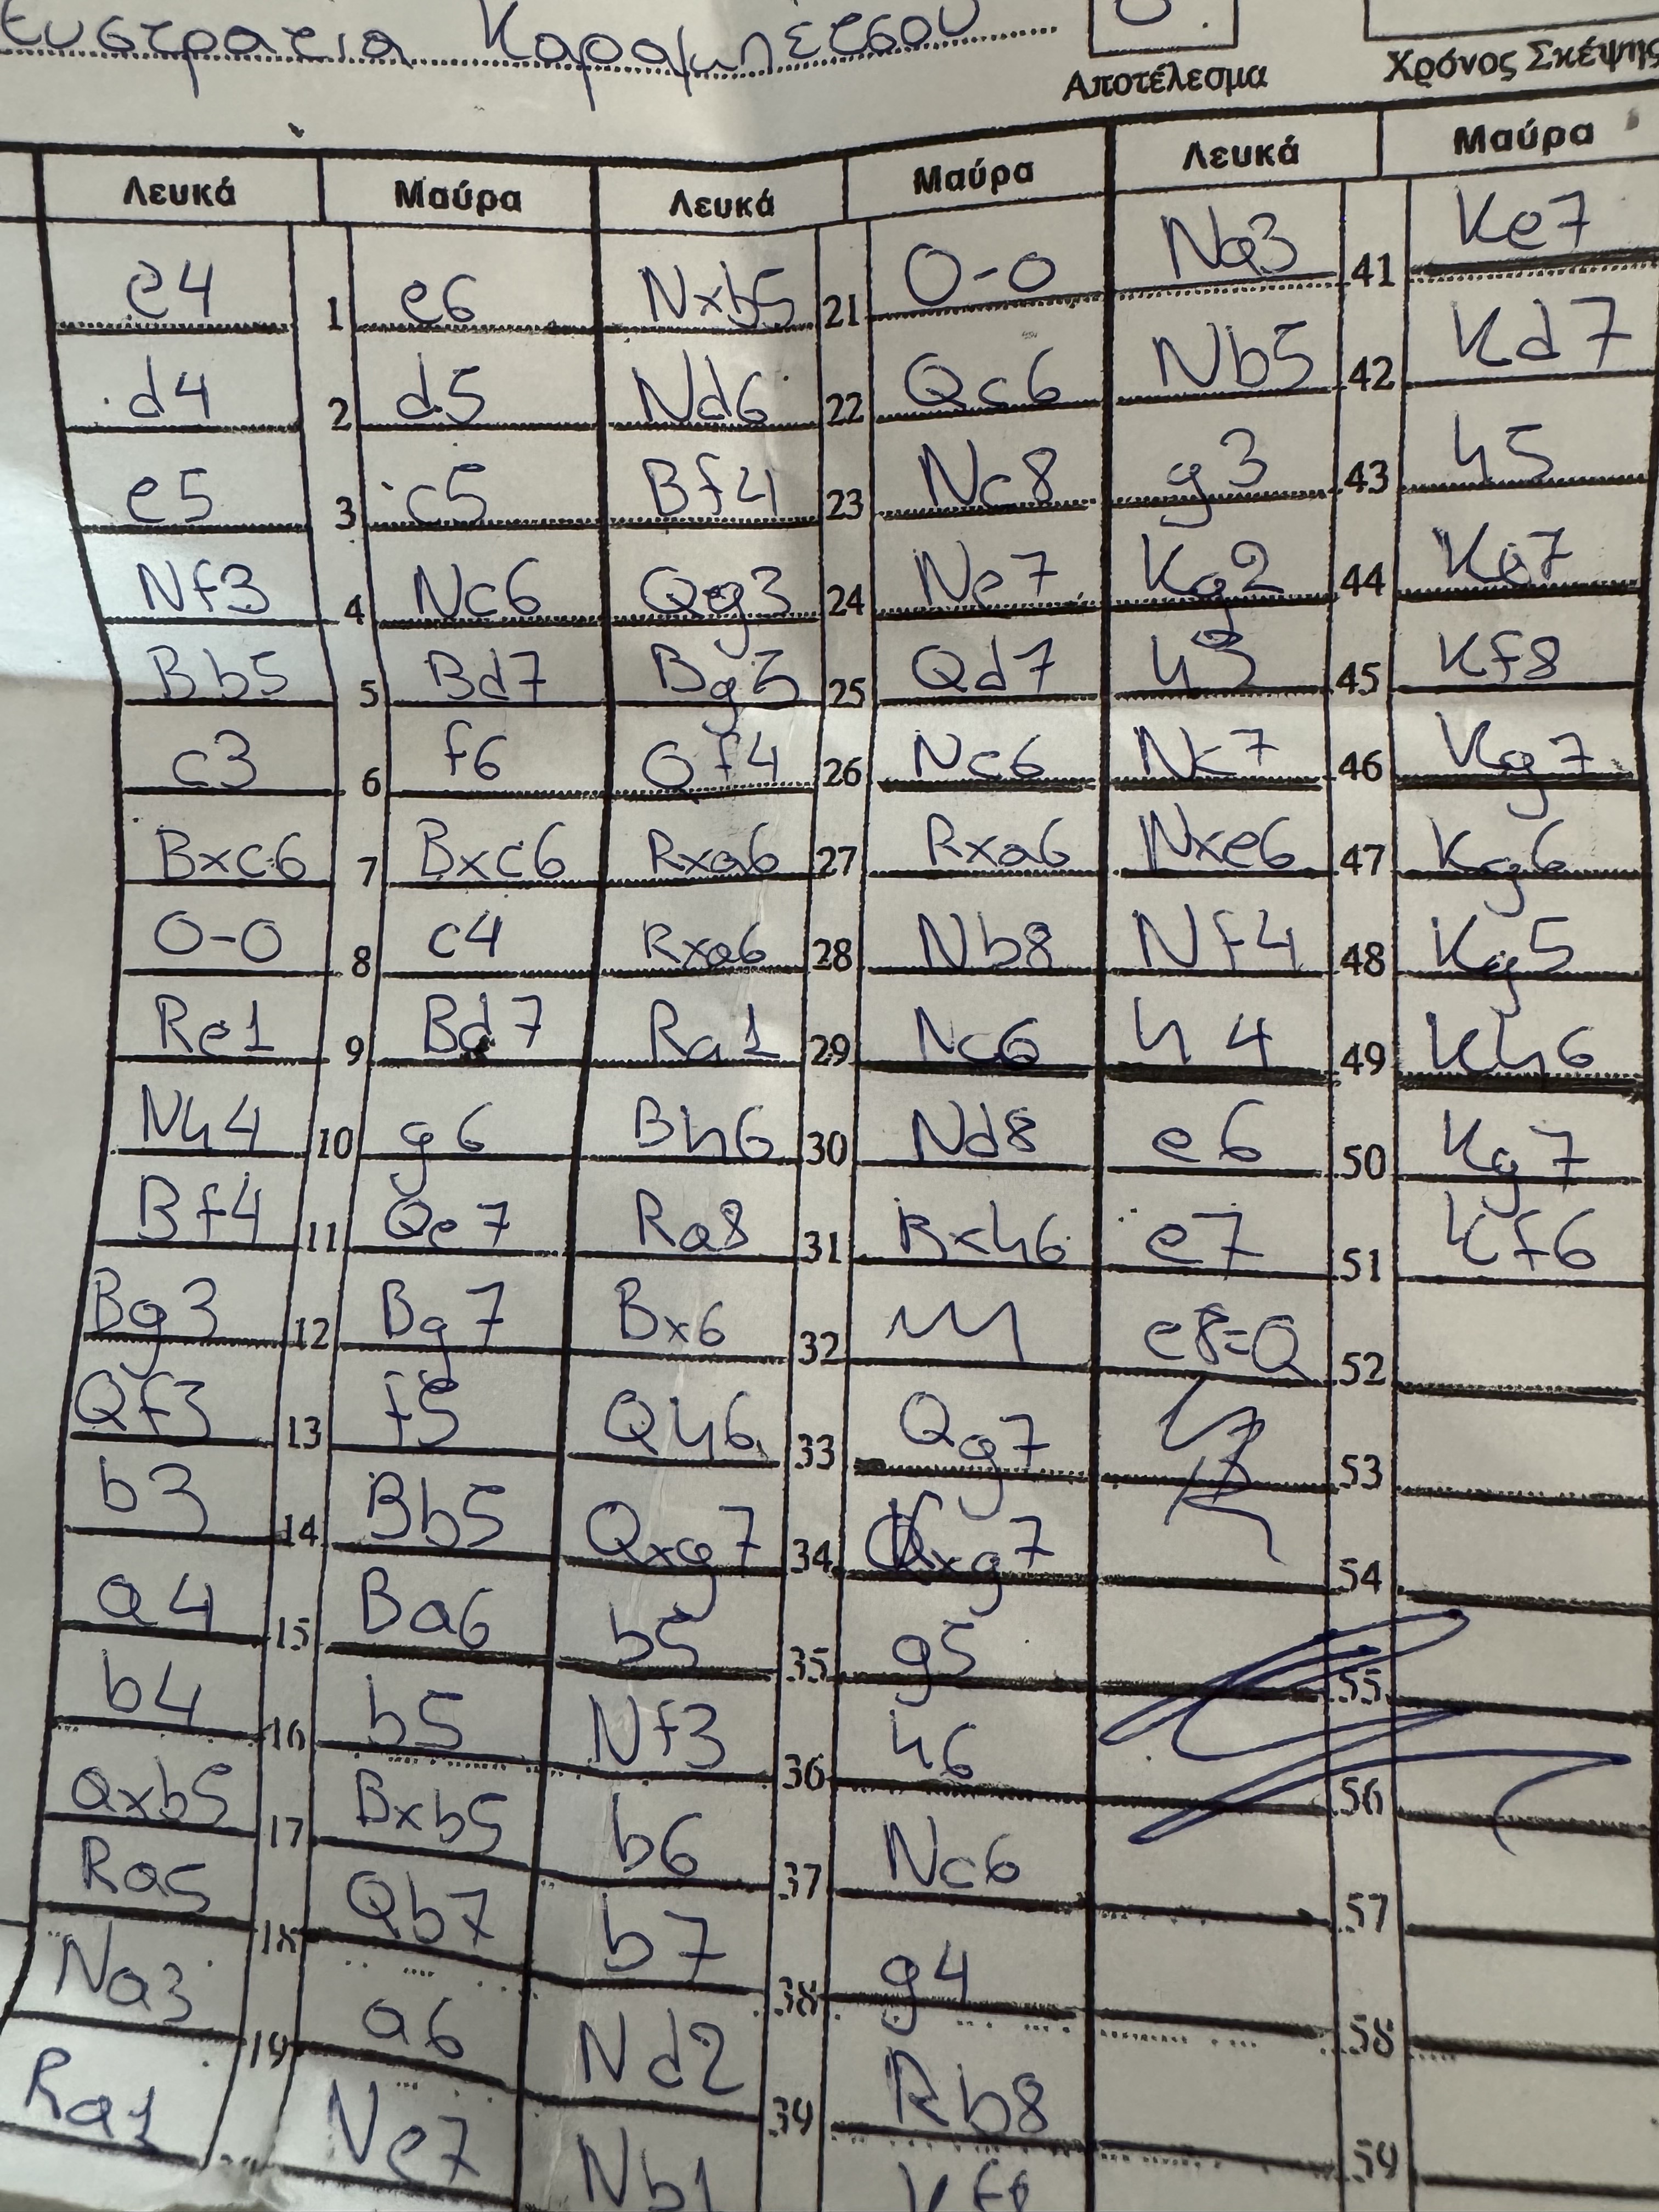 Ευστρατια Καραμπετσου
0.
Αποτέλεσμα Χρόνος Σκέψης
Λευκά Μαύρα Λευκά Μαύρα Λευκά Μαύρα
e4 1 e6 Nxb5 21 0-0 Na3 41 Ke7
d4 2 d5 Nd6 22 Qc6 Nb5 42 Kd7
e5 3 c5 Bf4 23 Nc8 g3 43 h5
Nf3 4 Nc6 Qg3 24 Ne7 Kg2 44 Ke7
Bb5 5 Bd7 Bg5 25 Qd7 h3 45 Kf8
c3 6 f6 Qf4 26 Nc6 Nc7 46 Kg7
Bxc6 7 Bxc6 Rxa6 27 Rxa6 Nxe6 47 Kg6
0-0 8 c4 Rxa6 28 Nb8 Nf4 48 Kg5
Re1 9 Bd7 Ra1 29 Nc6 h4 49 Kh6
Nh4 10 g6 Bh6 30 Nd8 e6 50 Kg7
Bf4 11 Qe7 Ra8 31 Bxh6 e7 51 Kf6
Bg3 12 Bg7 Bx6 32 e8=Q 52
Qf3 13 f5 Qh6 33 Qg7 53
b3 14 Bb5 Qxg7 34 Kxg7 54
a4 15 Ba6 b5 35 g5 55
b4 16 b5 Nf3 36 h6 56
axb5 17 Bxb5 b6 37 Nc6 57
Ra5 18 Qb7 b7 38 g4 58
Na3 19 a6 Nd2 39 Rb8 59
Ra1 Ne7 Nb1